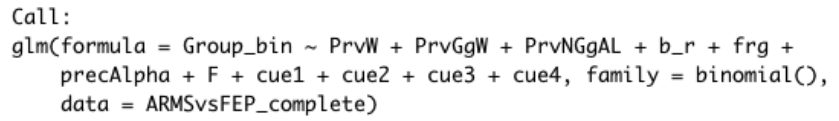 Call:
glm(formula = Group_bin ~ PrvW + PrvGgW + PrvNGgAL + b_r + frg +
    precAlpha + F + cue1 + cue2 + cue3 + cue4, family = binomial(),
    data = ARMSvsFEP_complete)